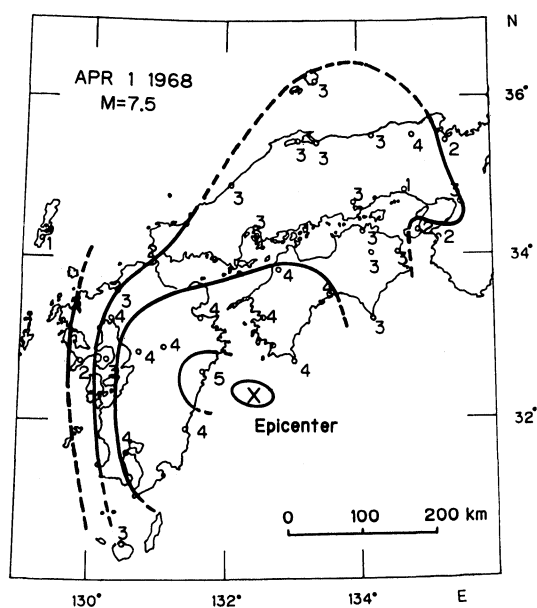 N
APR 1 1968
M=7.5
36°
3
3 3 3 4 2
3 3 1
1 3 3 2
34°
4 3
3 4 4 4 3
2 3 4 4 4
5
X
Epicenter
32°
4 4
0 100 200 km
3
130° 132° 134° E